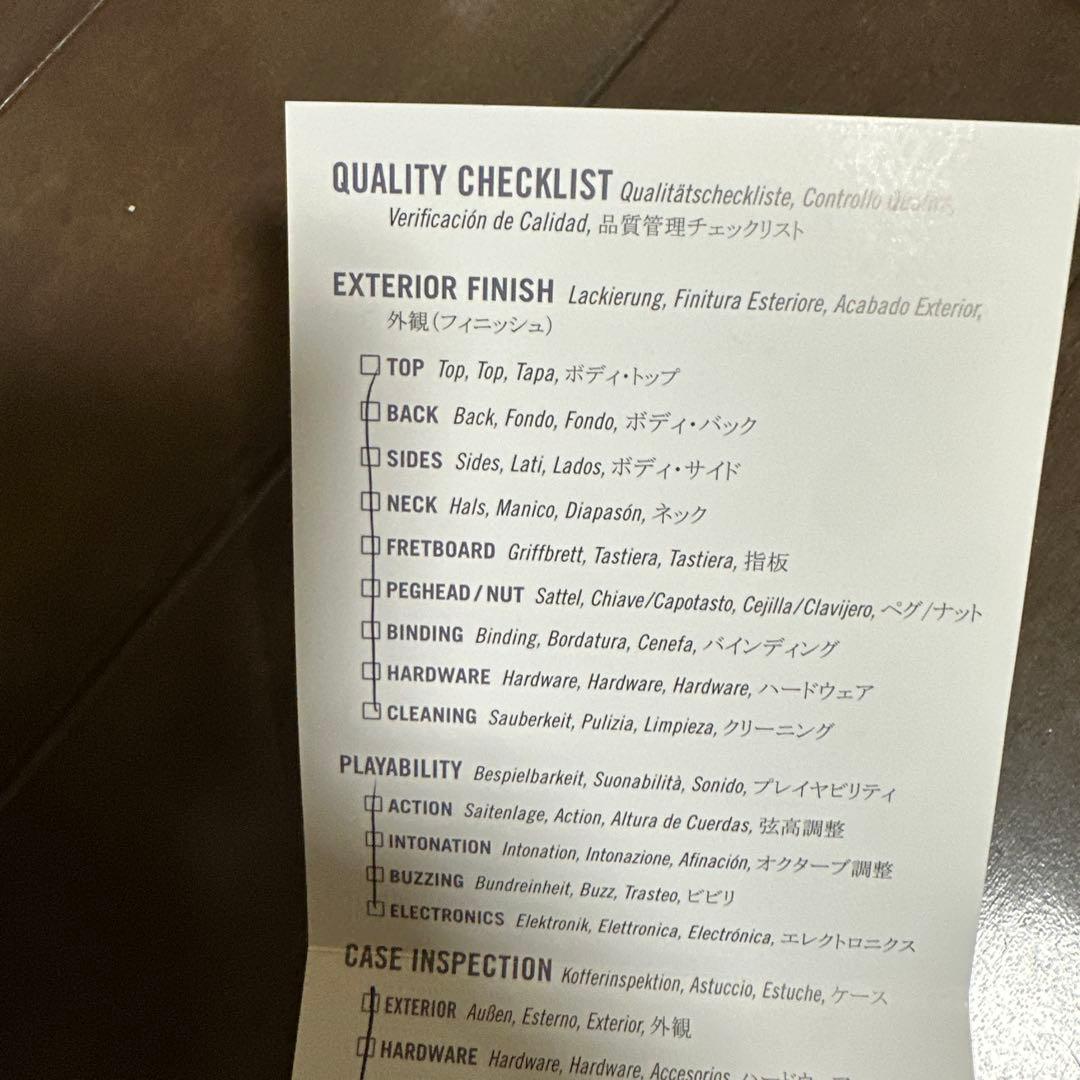 QUALITY CHECKLIST Qualitätscheckliste, Controllo
Verificación de Calidad, 品質管理チェックリスト
EXTERIOR FINISH Lackierung, Finitura Esteriore, Acabado Exterior,
外観(フィニッシュ)
TOP Top, Top, Tapa, ボディ・トップ
BACK Back, Fondo, Fondo, ボディ・バック
SIDES Sides, Lati, Lados, ボディ・サイド
NECK Hals, Manico, Diapasón, ネック
FRETBOARD Griffbrett, Tastiera, Tastiera, 指板
PEGHEAD/NUT Sattel, Chiave/Capotasto, Cejilla/Clavijero, ペグ/ナット
BINDING Binding, Bordatura, Cenefa, バインディング
HARDWARE Hardware, Hardware, Hardware, ハードウェア
CLEANING Sauberkeit, Pulizia, Limpieza, クリーニング
PLAYABILITY Bespielbarkeit, Suonabilità, Sonido, プレイヤビリティ
ACTION Saitenlage, Action, Altura de Cuerdas, 弦高調整
INTONATION Intonation, Intonazione, Afinación, オクターブ調整
BUZZING Bundreinheit, Buzz, Trasteo, ビビリ
ELECTRONICS Elektronik, Elettronica, Electrónica, エレクトロニクス
CASE INSPECTION Kofferinspektion, Astuccio, Estuche, ケース
EXTERIOR Außen, Esterno, Exterior, 外観
HARDWARE Hardware, Hardware, Accesorios,